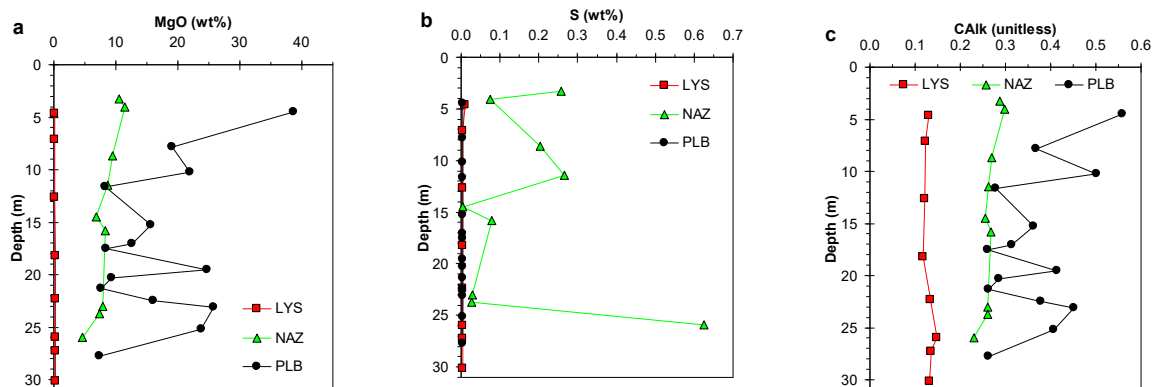 a
MgO (wt%)
0 10 20 30 40
0
5
10
15
20
25
30
Depth (m)
LYS
NAZ
PLB
b
S (wt%)
0.0 0.1 0.2 0.3 0.4 0.5 0.6 0.7
0
5
10
15
20
25
30
Depth (m)
LYS
NAZ
PLB
c
CAlk (unitless)
0.0 0.1 0.2 0.3 0.4 0.5 0.6
0
5
10
15
20
25
30
Depth (m)
LYS NAZ PLB